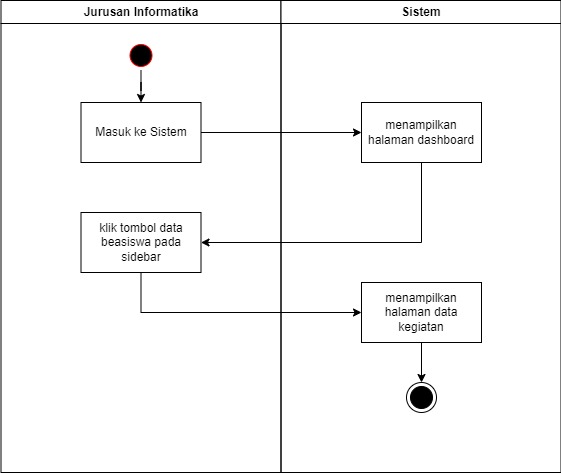 Jurusan Informatika
Sistem
Masuk ke Sistem
menampilkan
halaman dashboard
klik tombol data
beasiswa pada
sidebar
menampilkan
halaman data
kegiatan